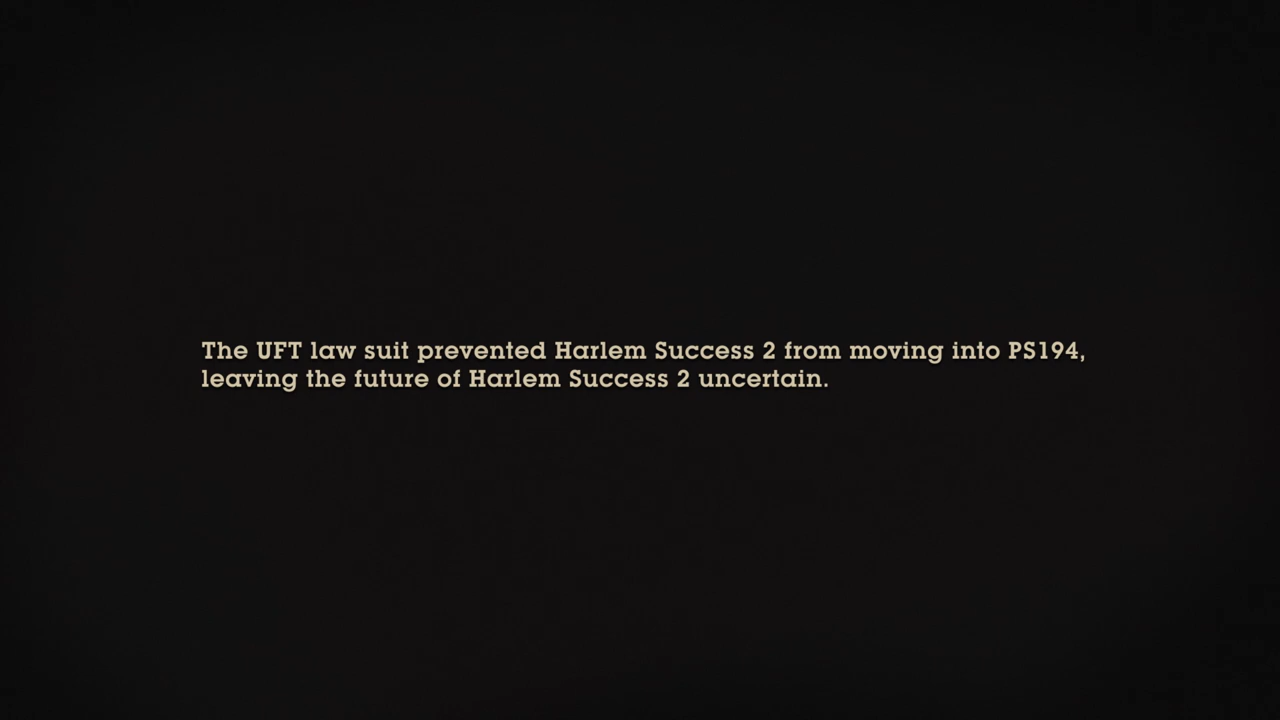 The UFT law suit prevented Harlem Success 2 from moving into PS194,
leaving the future of Harlem Success 2 uncertain.